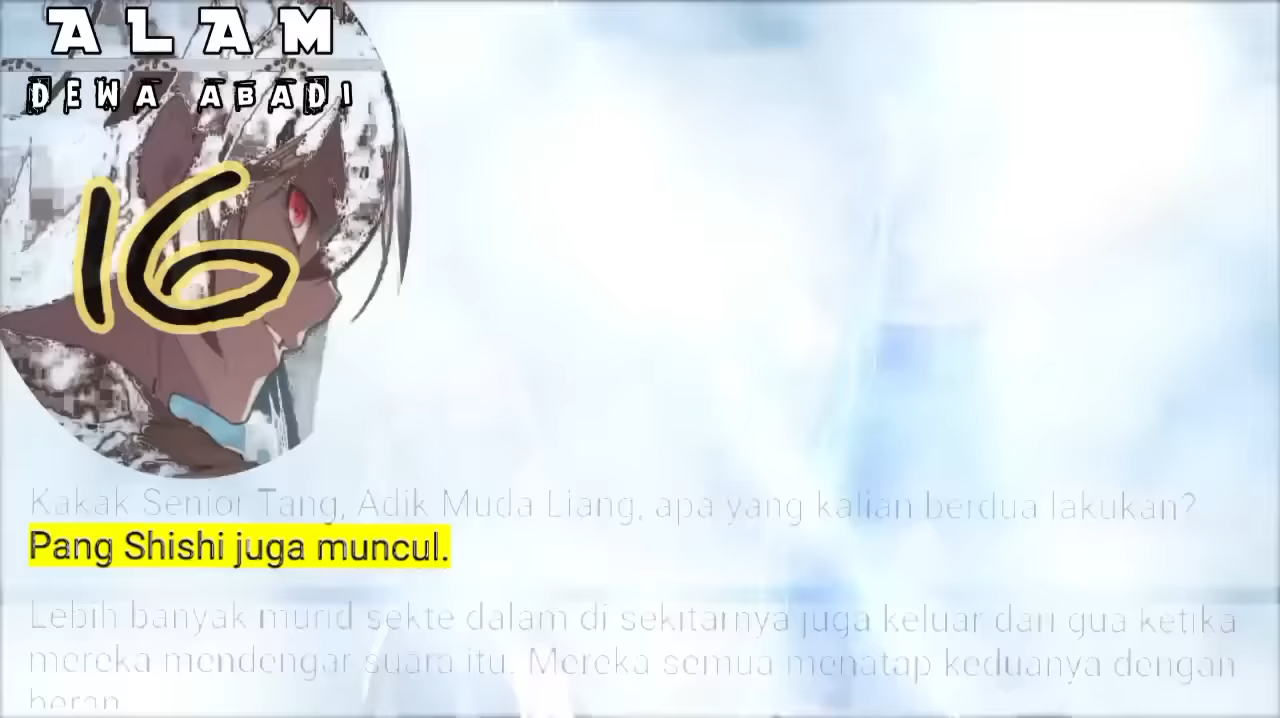 ALAM
DEWA ABADI
16
Kakak Senior Tang, Adik Muda Liang, apa yang kalian berdua lakukan?
Pang Shishi juga muncul.
Lebih banyak murid sekte dalam di sekitarnya juga keluar dari gua ketika
mereka mendengar suara itu. Mereka semua menatap keduanya dengan
heran